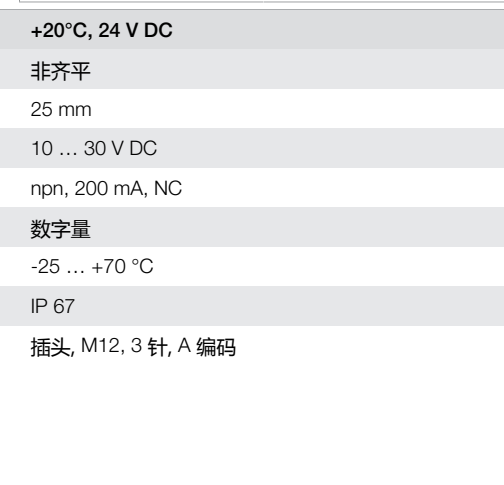 +20°C, 24 V DC
非齐平
25 mm
10 … 30 V DC
npn, 200 mA, NC
数字量
-25 … +70 °C
IP 67
插头, M12, 3 针, A 编码